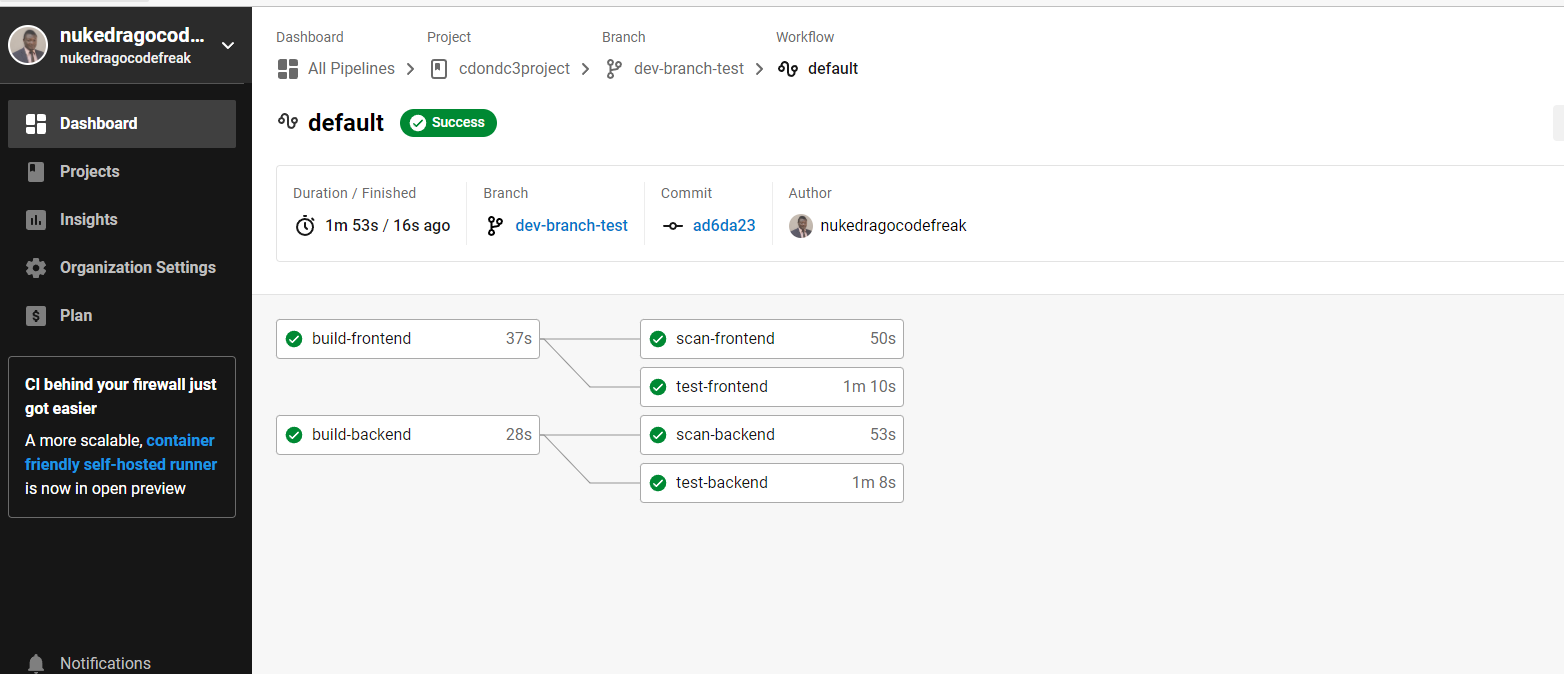 nukedragocod...
nukedragocodefreak
Dashboard
Projects
Insights
Organization Settings
$ Plan
CI behind your firewall just
got easier
A more scalable, container
friendly self-hosted runner
is now in open preview
Notifications
Dashboard Project Branch Workflow
All Pipelines cdondc3project dev-branch-test default
default Success
Duration / Finished Branch Commit Author
1m 53s / 16s ago dev-branch-test ad6da23 nukedragocodefreak
build-frontend 37s scan-frontend 50s
test-frontend 1m 10s
build-backend 28s scan-backend 53s
test-backend 1m 8s